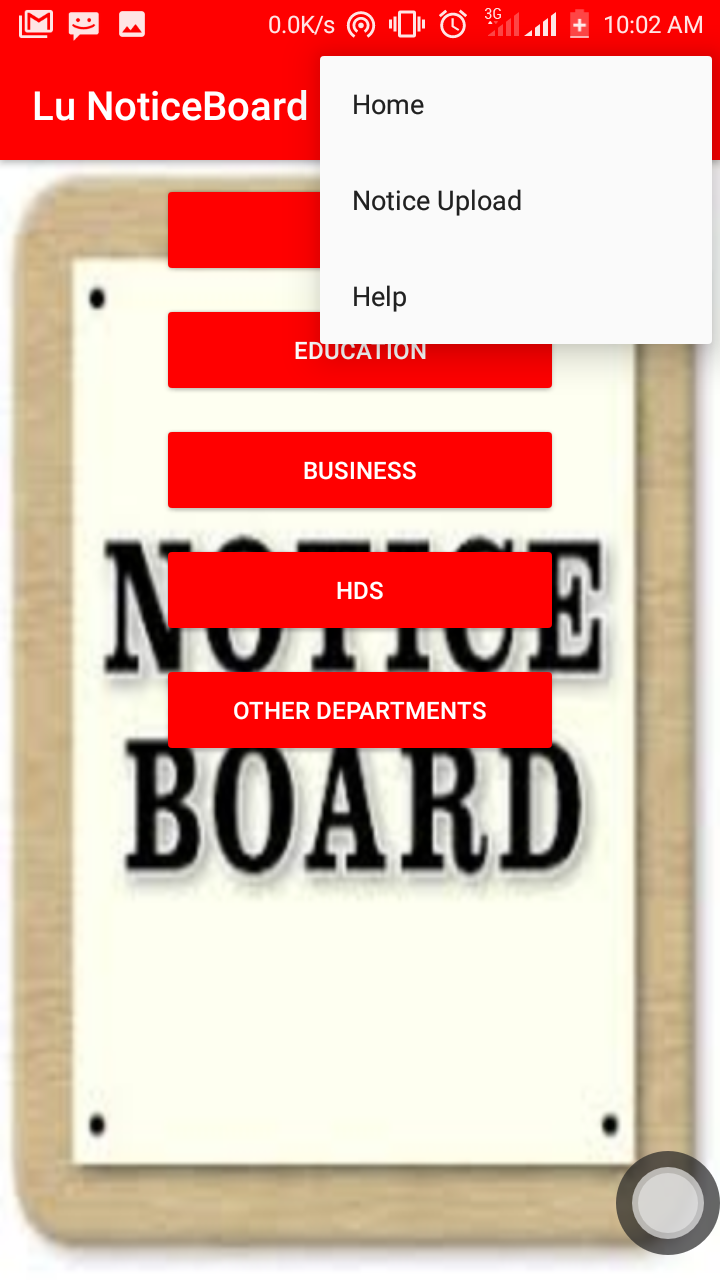 0.0K/s 3G 10:02 AM
Lu NoticeBoard
Home
Notice Upload
Help
EDUCATION
BUSINESS
HDS
OTHER DEPARTMENTS
NOTICE
BOARD